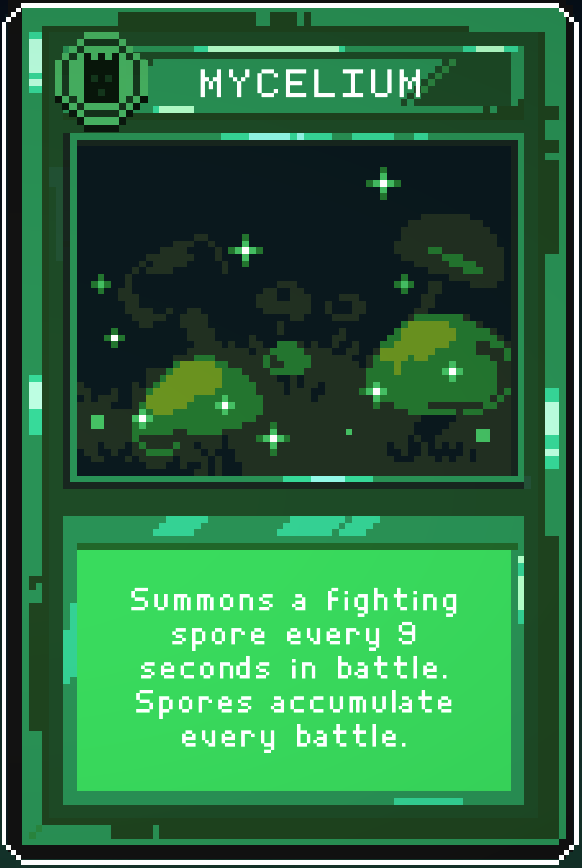 MYCELIUM
Summons a fighting
spore every 9
seconds in battle.
Spores accumulate
every battle.